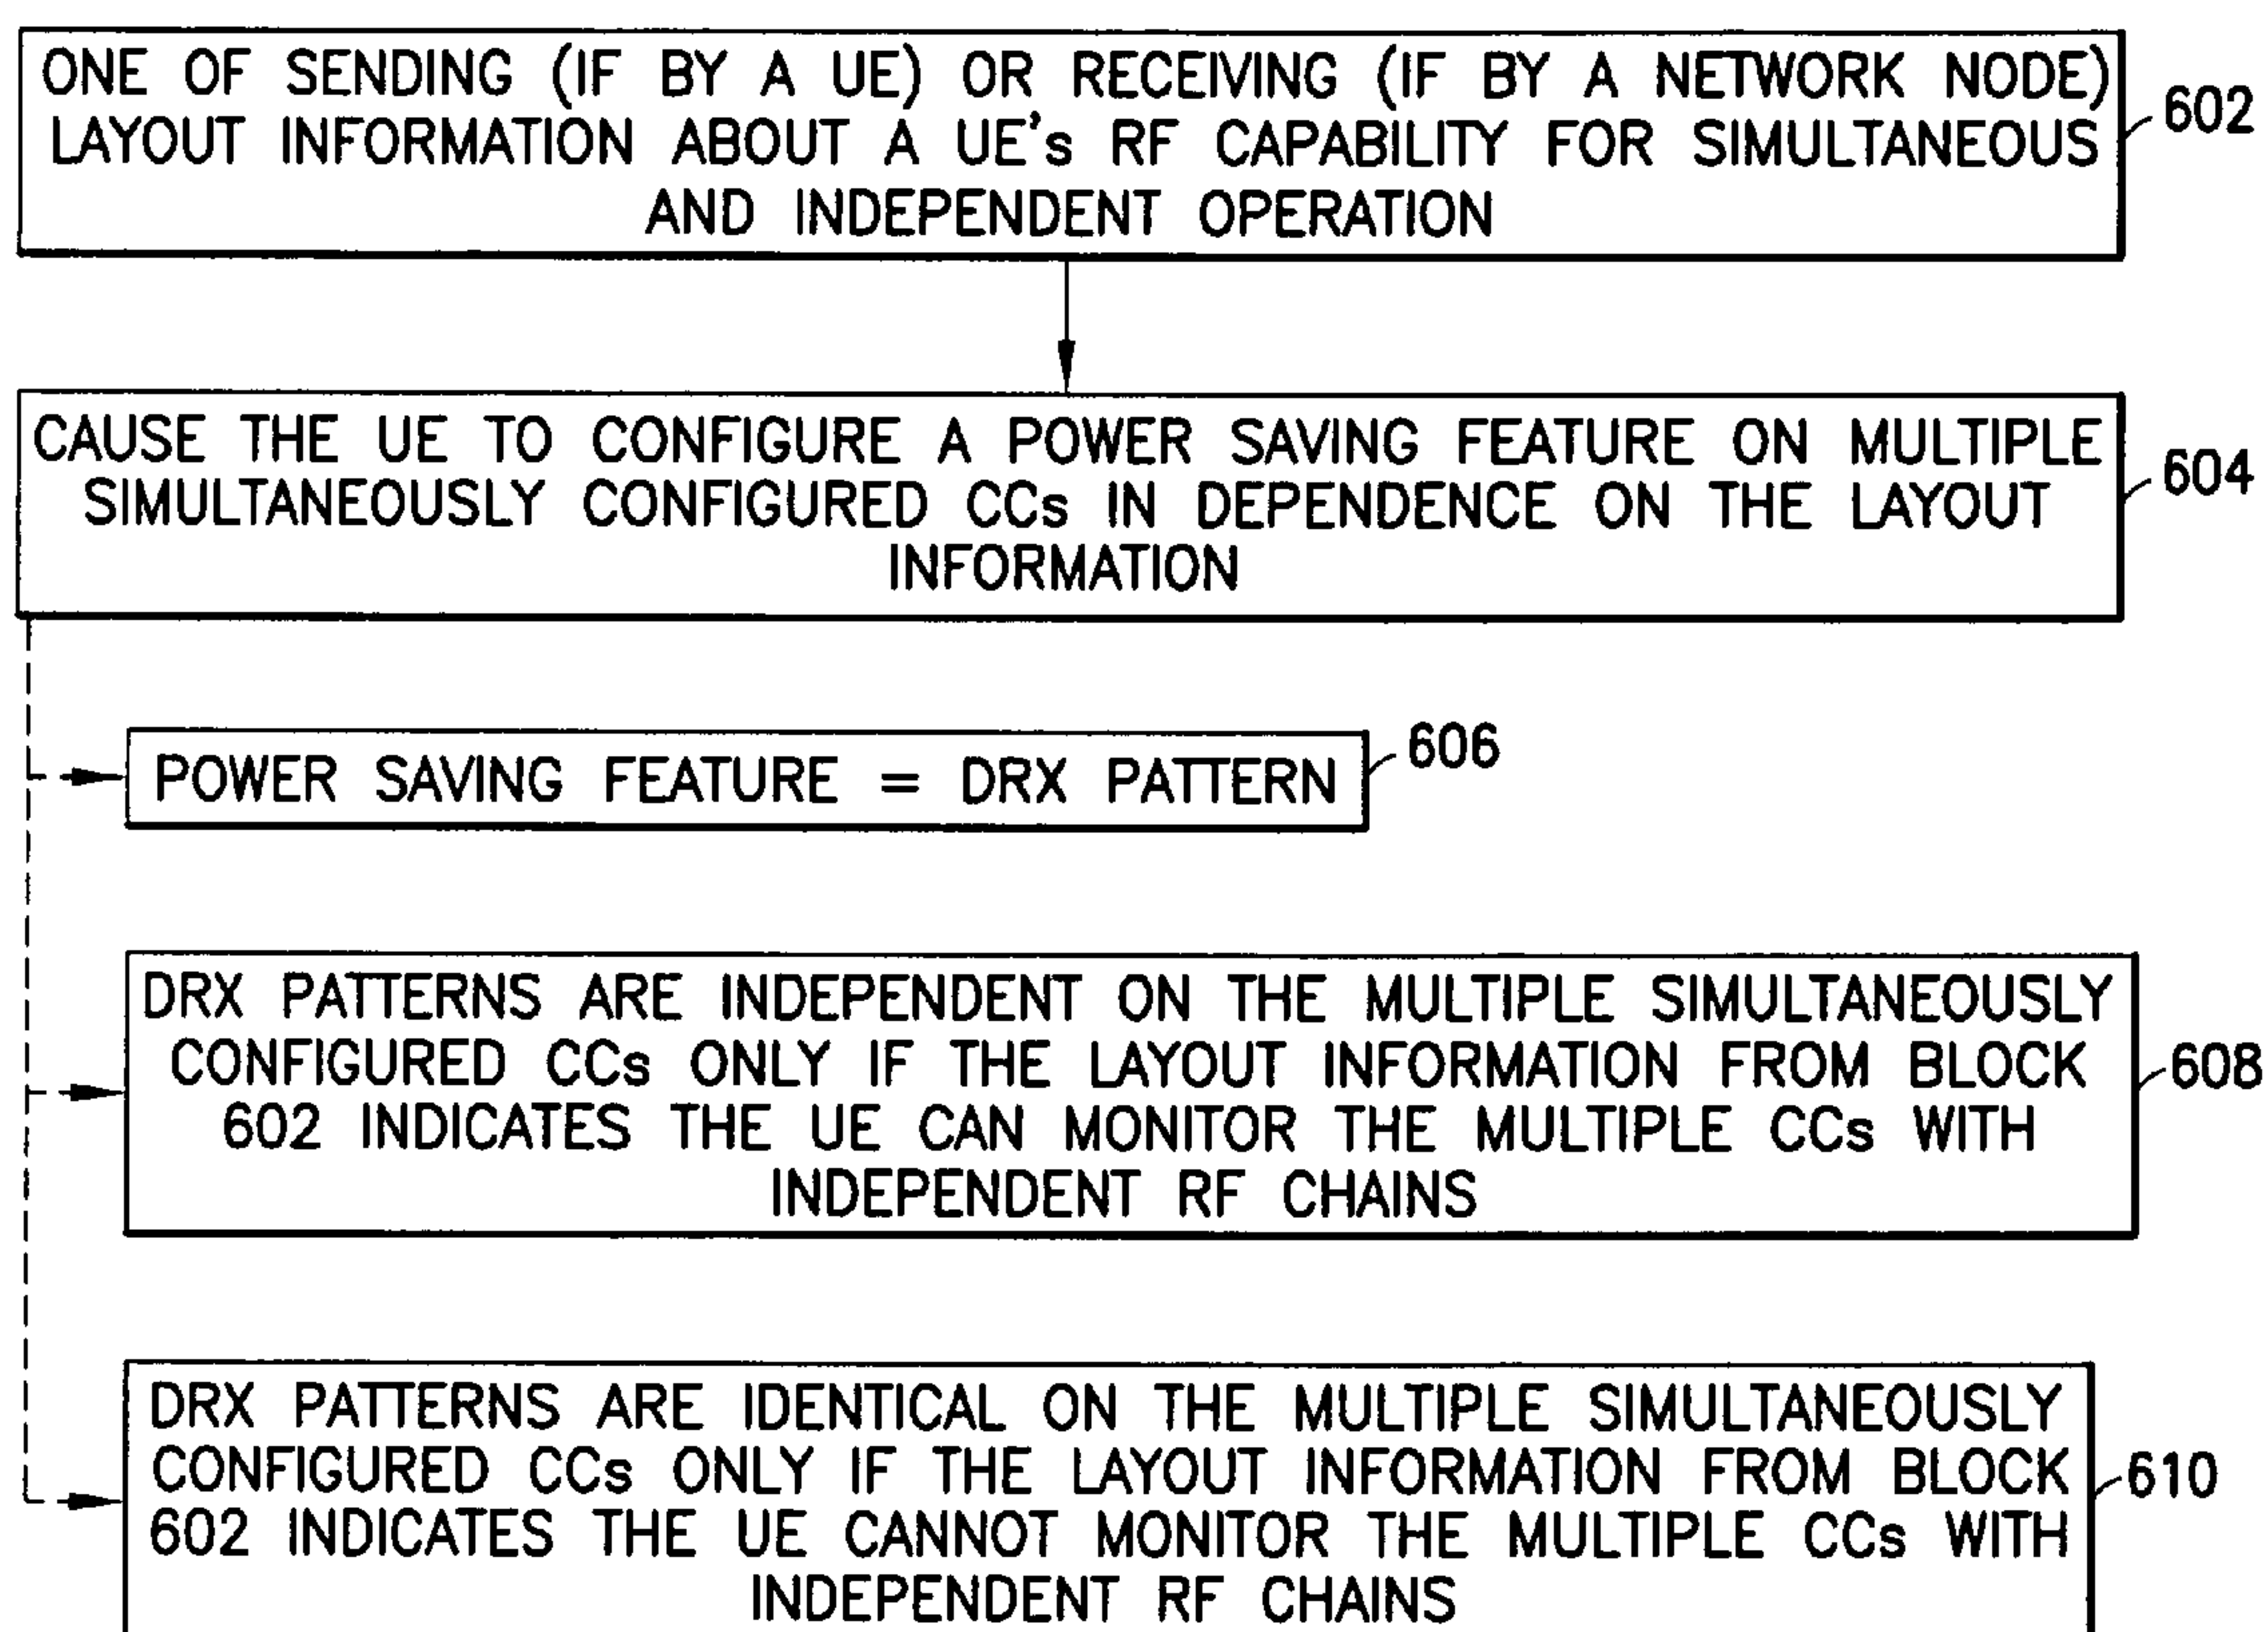 ONE OF SENDING (IF BY A UE) OR RECEIVING (IF BY A NETWORK NODE)
LAYOUT INFORMATION ABOUT A UE's RF CAPABILITY FOR SIMULTANEOUS
AND INDEPENDENT OPERATION
602
CAUSE THE UE TO CONFIGURE A POWER SAVING FEATURE ON MULTIPLE
SIMULTANEOUSLY CONFIGURED CCs IN DEPENDENCE ON THE LAYOUT
INFORMATION
604
POWER SAVING FEATURE = DRX PATTERN
606
DRX PATTERNS ARE INDEPENDENT ON THE MULTIPLE SIMULTANEOUSLY
CONFIGURED CCs ONLY IF THE LAYOUT INFORMATION FROM BLOCK
602 INDICATES THE UE CAN MONITOR THE MULTIPLE CCs WITH
INDEPENDENT RF CHAINS
608
DRX PATTERNS ARE IDENTICAL ON THE MULTIPLE SIMULTANEOUSLY
CONFIGURED CCs ONLY IF THE LAYOUT INFORMATION FROM BLOCK
602 INDICATES THE UE CANNOT MONITOR THE MULTIPLE CCs WITH
INDEPENDENT RF CHAINS
610